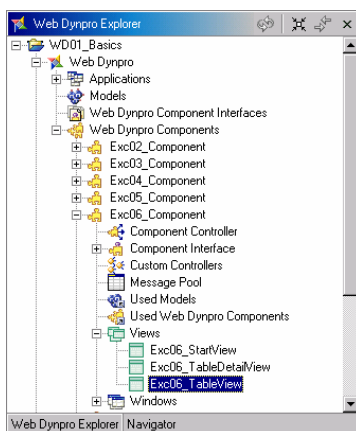 Web Dynpro Explorer
WD01_Basics
Web Dynpro
Applications
Models
Web Dynpro Component Interfaces
Web Dynpro Components
Exc02_Component
Exc03_Component
Exc04_Component
Exc05_Component
Exc06_Component
Component Controller
Component Interface
Custom Controllers
Message Pool
Used Models
Used Web Dynpro Components
Views
Exc06_StartView
Exc06_TableDetailView
Exc06_TableView
Windows
Web Dynpro Explorer Navigator